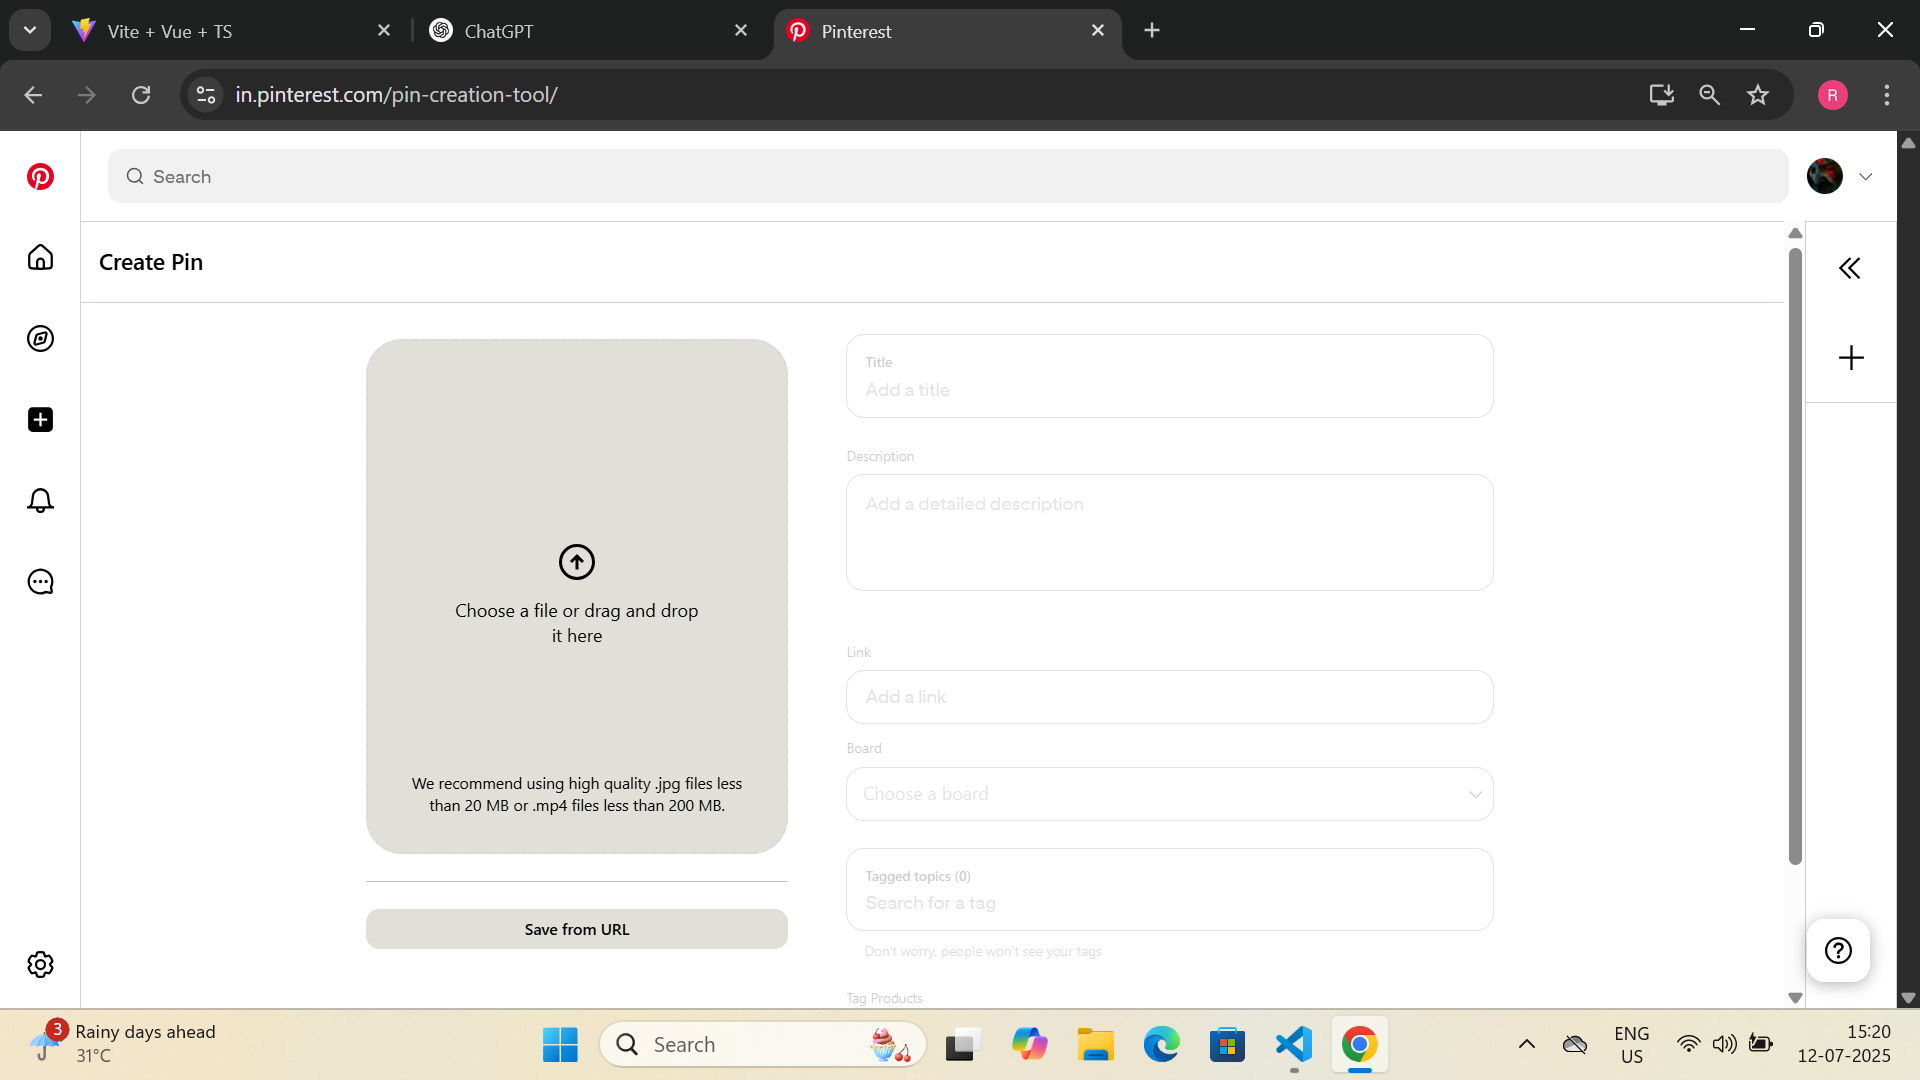 Vite + Vue + TS
ChatGPT
Pinterest
in.pinterest.com/pin-creation-tool/
R
Search
Create Pin
Choose a file or drag and drop
it here
We recommend using high quality .jpg files less
than 20 MB or .mp4 files less than 200 MB.
Save from URL
Title
Add a title
Description
Add a detailed description
Link
Add a link
Board
Choose a board
Tagged topics (0)
Search for a tag
Don't worry, people won't see your tags
Tag Products
3
Rainy days ahead
31°C
Search
ENG
US
15:20
12-07-2025